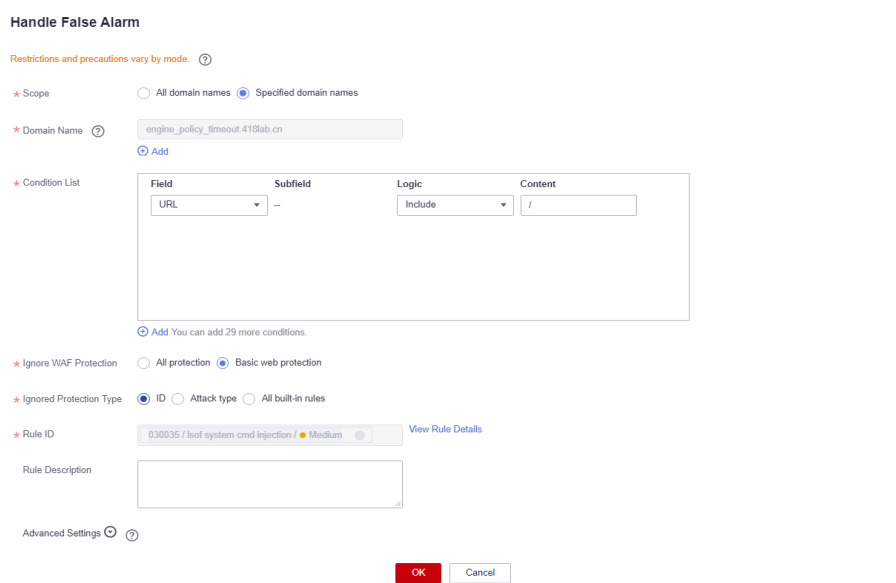 Handle False Alarm
Restrictions and precautions vary by mode. ?
* Scope All domain names Specified domain names
* Domain Name ? engine_policy_timeout.418lab.cn
Add
* Condition List Field Subfield Logic Content
URL -- Include /
Add You can add 29 more conditions.
* Ignore WAF Protection All protection Basic web protection
* Ignored Protection Type ID Attack type All built-in rules
* Rule ID 030035 / lsof system cmd injection / Medium View Rule Details
Rule Description
Advanced Settings ?
OK Cancel